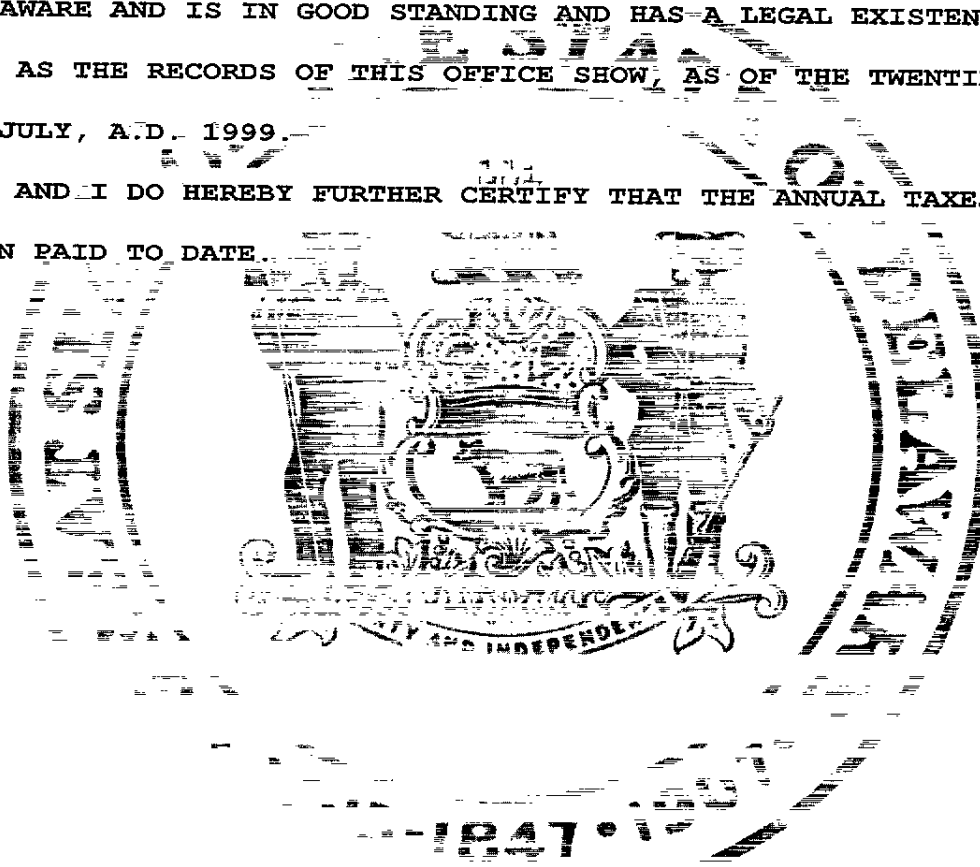 AWARE AND IS IN GOOD STANDING AND HAS A LEGAL EXISTEN
AS THE RECORDS OF THIS OFFICE SHOW, AS OF THE TWENTI
JULY, A.D. 1999.
AND I DO HEREBY FURTHER CERTIFY THAT THE ANNUAL TAXE
N PAID TO DATE.
AND INDEPENDE
DELAWARE
1847